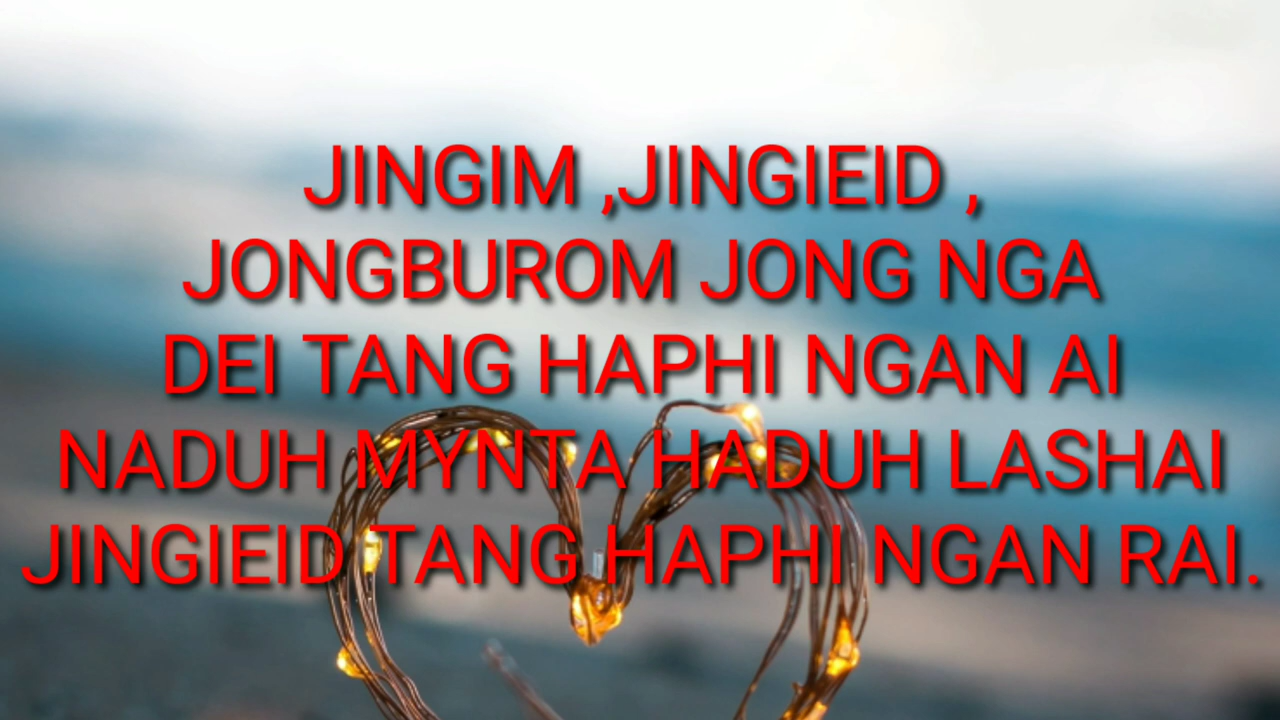 JINGIM ,JINGIEID ,
JONGBUROM JONG NGA
DEI TANG HAPHI NGAN AI
NADUH MYNTA HADUH LASHAI
JINGIEID TANG HAPHI NGAN RAI.